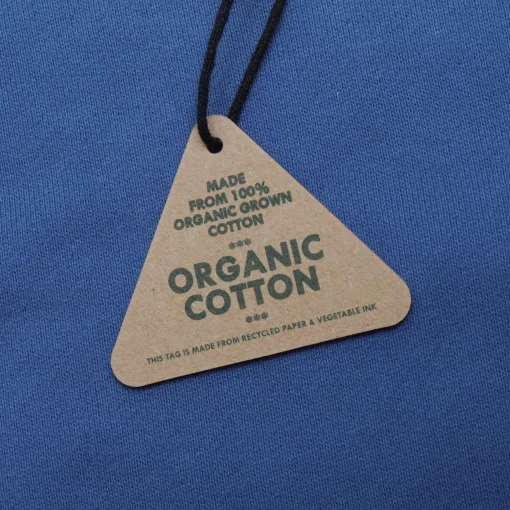 MADE
FROM 100%
ORGANIC GROWN
COTTON
***
ORGANIC
COTTON
***
THIS TAG IS MADE FROM RECYCLED PAPER & VEGETABLE INK